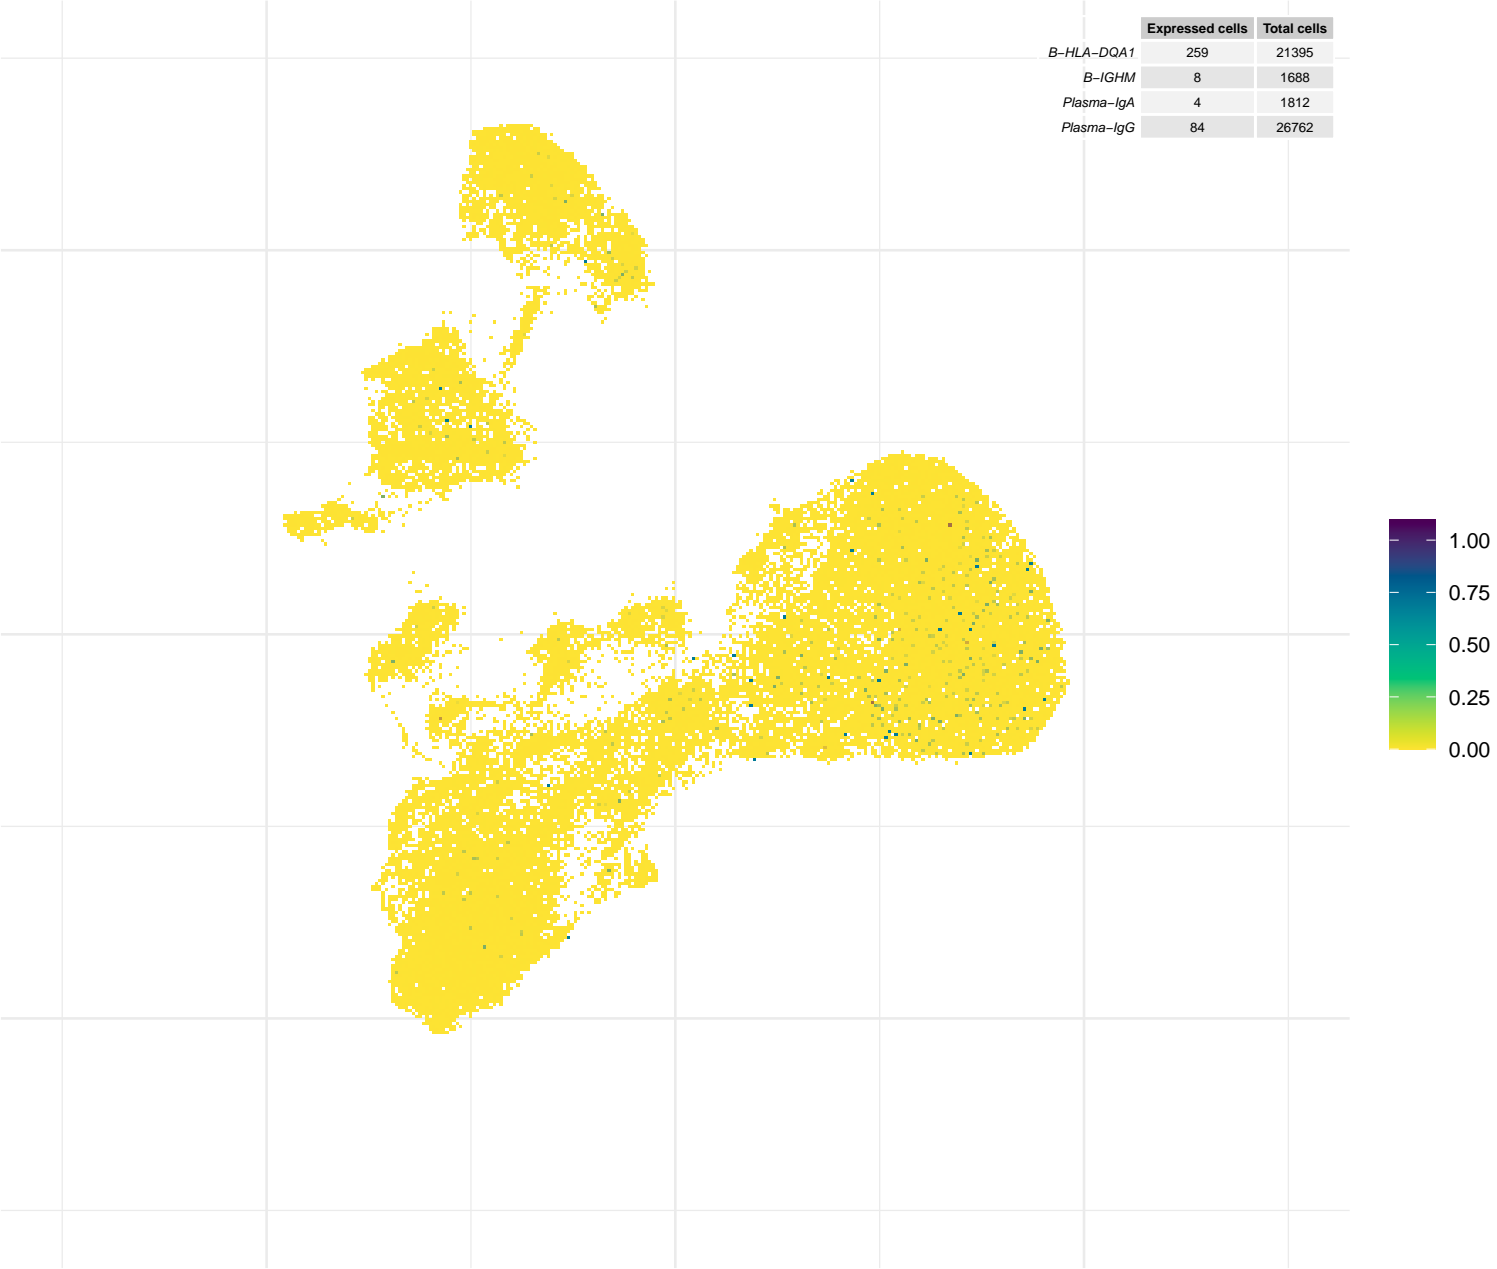 Expressed cells Total cells
B−HLA−DQA1 259 21395
B−IGHM 8 1688
Plasma−IgA 4 1812
Plasma−IgG 84 26762
1.00
0.75
0.50
0.25
0.00